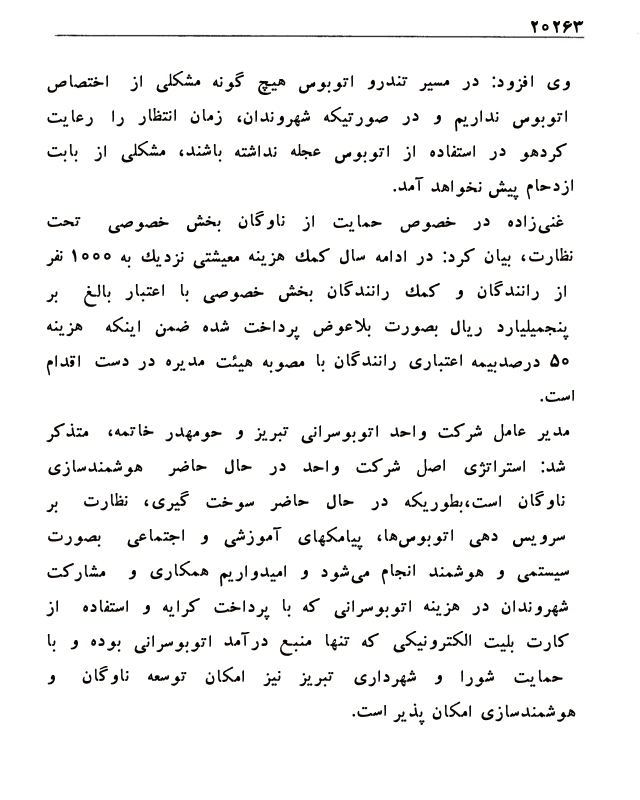 ۲۰۲۶۳
وی افزود: در مسیر تندرو اتوبوس هیچ گونه مشکلی از اختصاص
اتوبوس نداریم و در صورتیکه شهروندان، زمان انتظار را رعایت
کردهو در استفاده از اتوبوس عجله نداشته باشند، مشکلی از بابت
ازدحام پیش نخواهد آمد.
غنی‌زاده در خصوص حمایت از ناوگان بخش خصوصی تحت
نظارت، بیان کرد: در ادامه سال کمك هزینه معیشتی نزدیك به ۱۰۰۰ نفر
از رانندگان و کمك رانندگان بخش خصوصی با اعتبار بالغ بر
پنجمیلیارد ریال بصورت بلاعوض پرداخت شده ضمن اینکه هزینه
۵۰ درصدبیمه اعتباری رانندگان با مصوبه هیئت مدیره در دست اقدام
است.
مدیر عامل شرکت واحد اتوبوسرانی تبریز و حومهدر خاتمه، متذکر
شد: استراتژی اصل شرکت واحد در حال حاضر هوشمندسازی
ناوگان است،بطوریکه در حال حاضر سوخت گیری، نظارت بر
سرویس دهی اتوبوس‌ها، پیامکهای آموزشی و اجتماعی بصورت
سیستمی و هوشمند انجام می‌شود و امیدواریم همکاری و مشارکت
شهروندان در هزینه اتوبوسرانی که با پرداخت کرایه و استفاده از
کارت بلیت الکترونیکی که تنها منبع درآمد اتوبوسرانی بوده و با
حمایت شورا و شهرداری تبریز نیز امکان توسعه ناوگان و
هوشمندسازی امکان پذیر است.